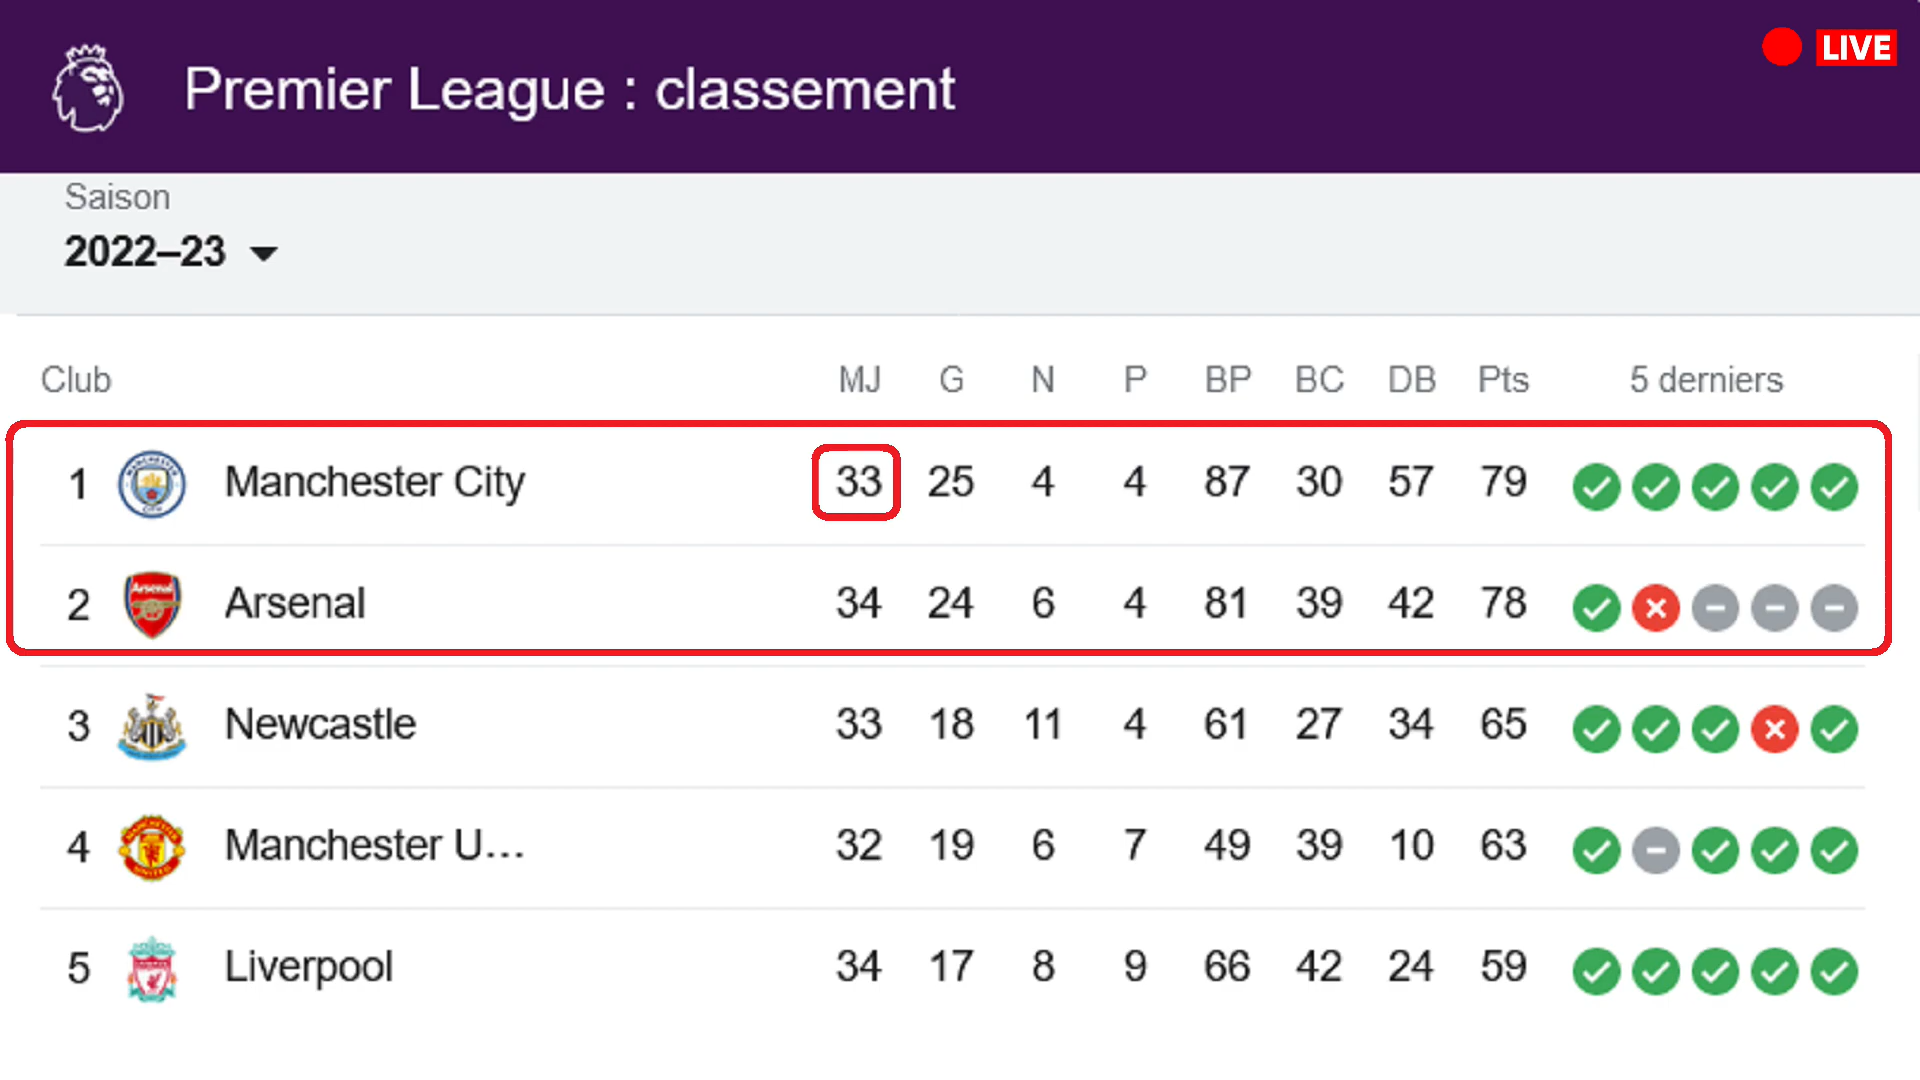 Premier League : classement
LIVE
Saison
2022–23
Club MJ G N P BP BC DB Pts 5 derniers
1 Manchester City 33 25 4 4 87 30 57 79
2 Arsenal 34 24 6 4 81 39 42 78
3 Newcastle 33 18 11 4 61 27 34 65
4 Manchester U... 32 19 6 7 49 39 10 63
5 Liverpool 34 17 8 9 66 42 24 59